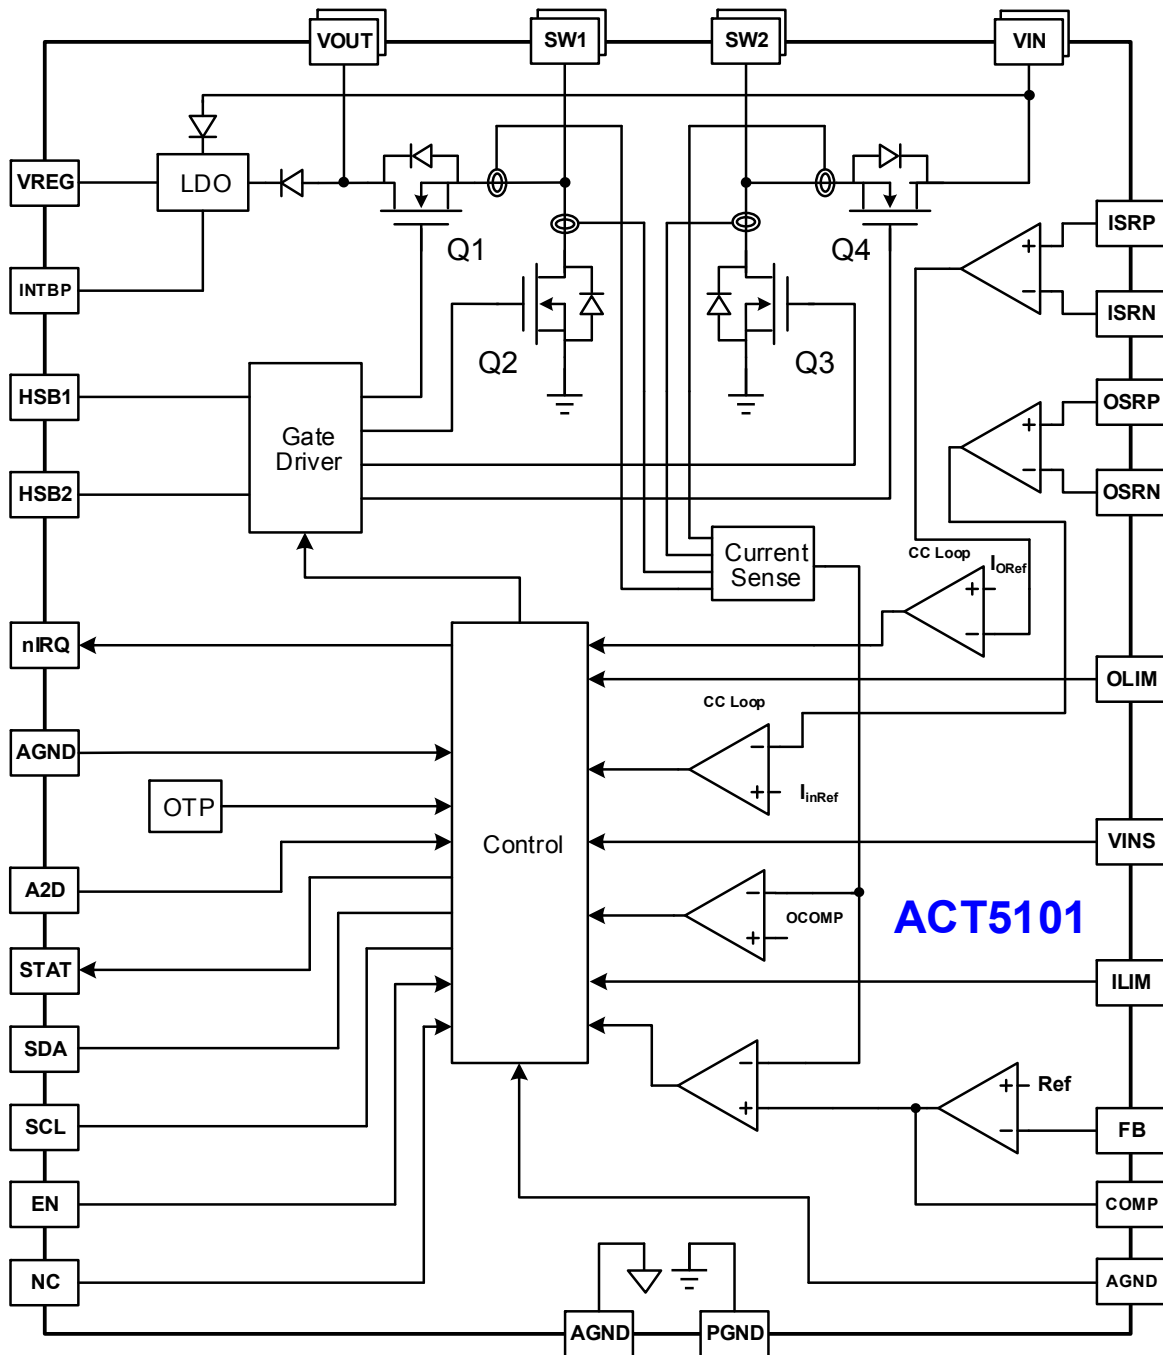 VOUT
SW1
SW2
VIN
VREG
LDO
INTBP
Q1
Q4
ISRP
+
−
ISRN
Q2
Q3
HSB1
Gate
Driver
HSB2
OSRP
+
−
OSRN
Current
Sense
CC Loop
IORef
+
−
nIRQ
OLIM
CC Loop
−
+
IinRef
AGND
OTP
Control
VINS
A2D
−
OCOMP
+
ACT5101
STAT
ILIM
SDA
−
+
+
Ref
−
FB
SCL
EN
COMP
NC
AGND
AGND
PGND